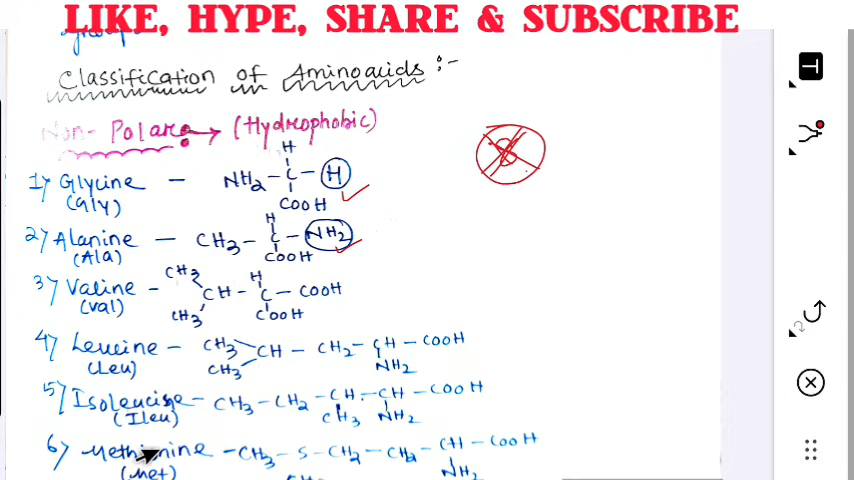 LIKE, HYPE, SHARE & SUBSCRIBE
group
Classification of Aminoacids :-
Non-Polar → (Hydrophobic)
1) Glycine - NH2 - C - H
H
COOH
(Gly)
2) Alanine - CH3 - C - NH2
H
COOH
(Ala)
3) Valine - CH3 CH3 CH - C - COOH
H
COOH
(Val)
4) Leucine - CH3 CH3 CH - CH2 - CH - COOH
NH2
(Leu)
5) Isoleucine - CH3 - CH2 - CH - CH - COOH
CH3 NH2
(Ileu)
6) Methionine - CH3 - S - CH2 - CH2 - CH - COOH
NH2
(Met)
T